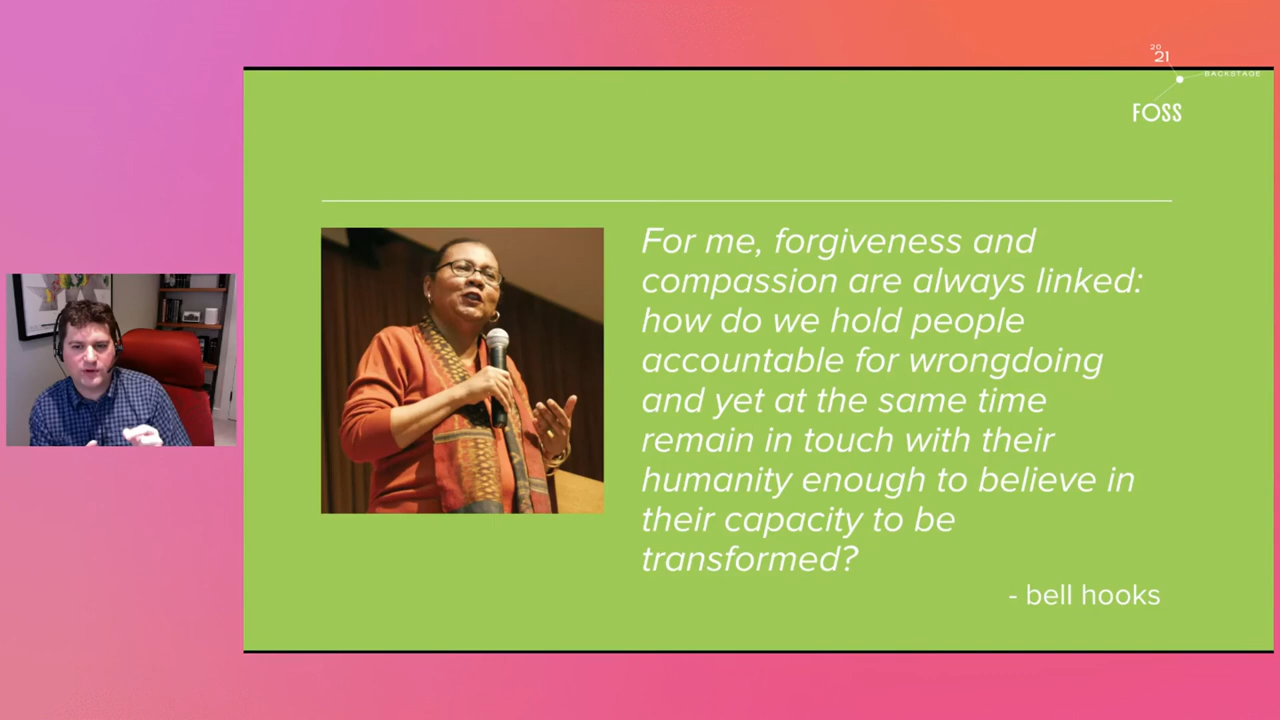 20
21
BACKSTAGE
FOSS
For me, forgiveness and
compassion are always linked:
how do we hold people
accountable for wrongdoing
and yet at the same time
remain in touch with their
humanity enough to believe in
their capacity to be
transformed?
- bell hooks